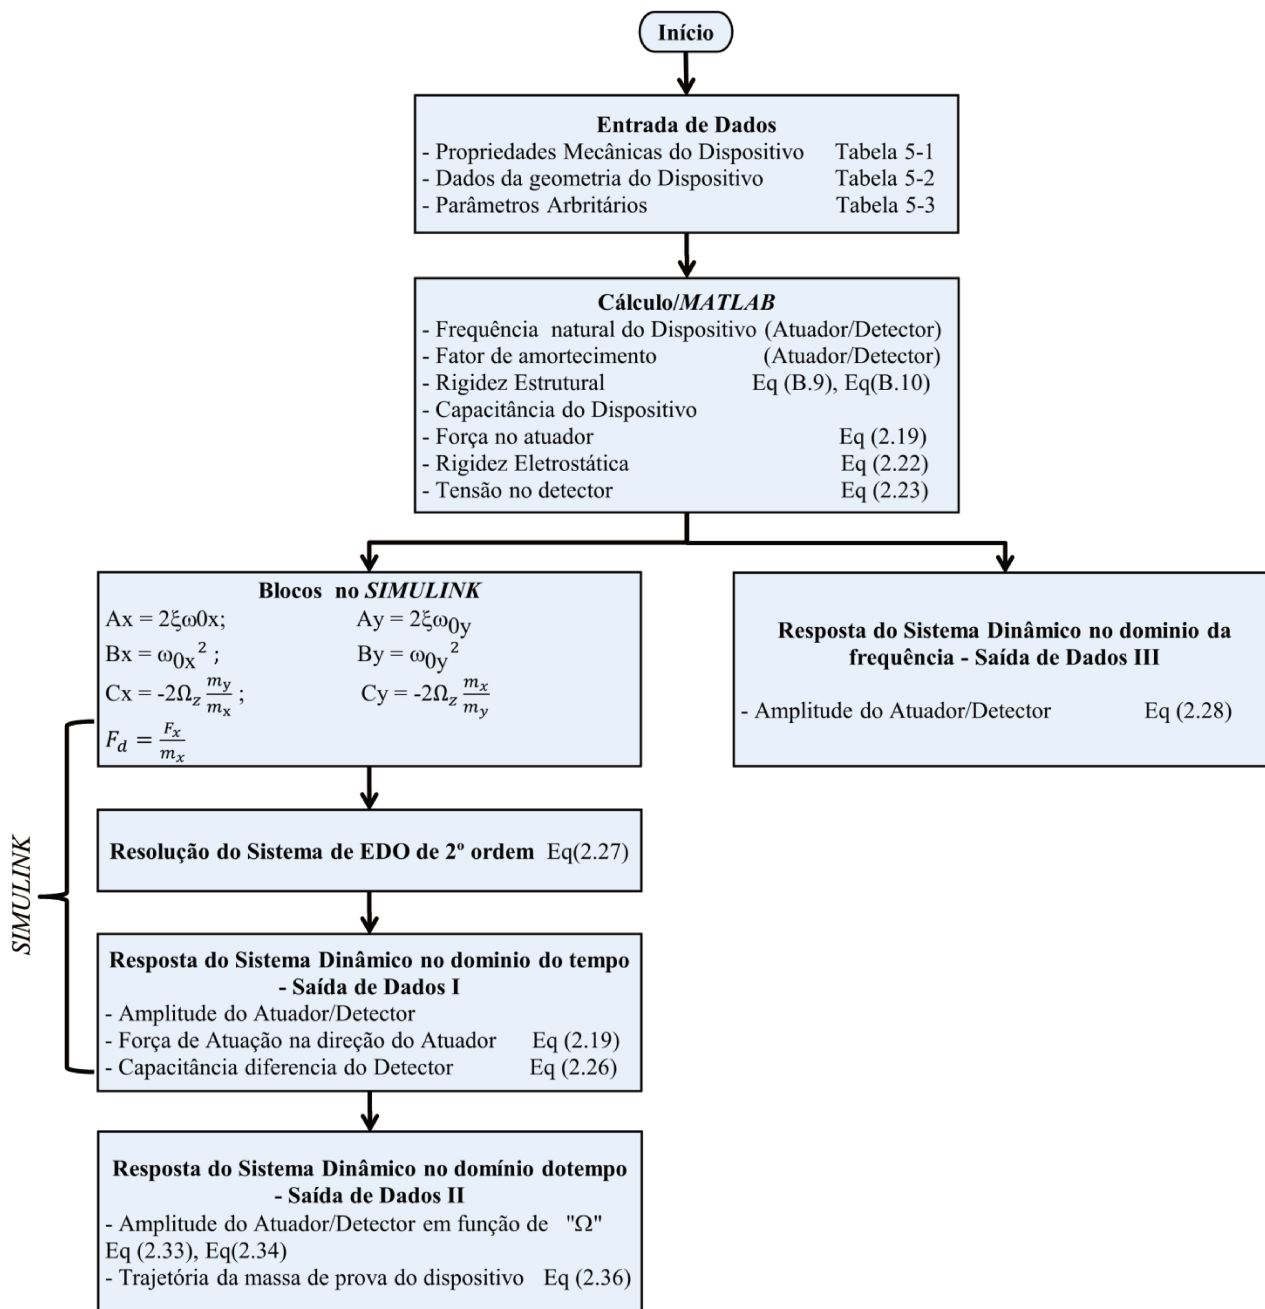 Início
Entrada de Dados
- Propriedades Mecânicas do Dispositivo Tabela 5-1
- Dados da geometria do Dispositivo Tabela 5-2
- Parâmetros Arbritários Tabela 5-3
Cálculo/MATLAB
- Frequência natural do Dispositivo (Atuador/Detector)
- Fator de amortecimento (Atuador/Detector)
- Rigidez Estrutural Eq (B.9), Eq(B.10)
- Capacitância do Dispositivo
- Força no atuador Eq (2.19)
- Rigidez Eletrostática Eq (2.22)
- Tensão no detector Eq (2.23)
Blocos no SIMULINK
Ax = 2ξω0x; Ay = 2ξω₀y
Bx = ω₀ₓ² ; By = ω₀y²
Cx = -2Ω_z m_y/m_x ; Cy = -2Ω_z m_x/m_y
F_d = F_x/m_x
Resposta do Sistema Dinâmico no dominio da
frequência - Saída de Dados III
- Amplitude do Atuador/Detector Eq (2.28)
SIMULINK
Resolução do Sistema de EDO de 2º ordem Eq(2.27)
Resposta do Sistema Dinâmico no dominio do tempo
- Saída de Dados I
- Amplitude do Atuador/Detector
- Força de Atuação na direção do Atuador Eq (2.19)
- Capacitância diferencia do Detector Eq (2.26)
Resposta do Sistema Dinâmico no domínio dotempo
- Saída de Dados II
- Amplitude do Atuador/Detector em função de "Ω"
Eq (2.33), Eq(2.34)
- Trajetória da massa de prova do dispositivo Eq (2.36)